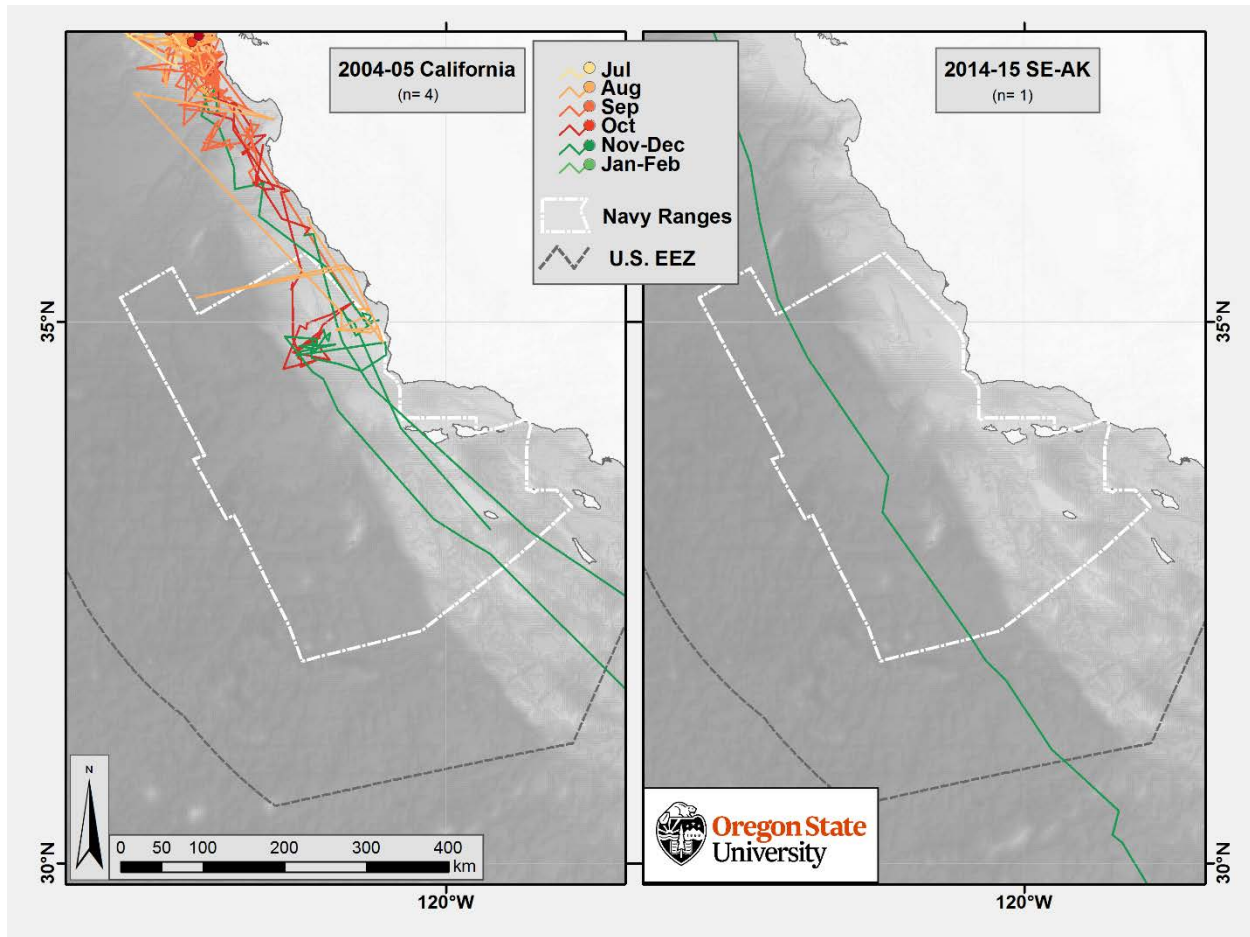 2004-05 California
(n= 4)
Jul
Aug
Sep
Oct
Nov-Dec
Jan-Feb
Navy Ranges
U.S. EEZ
2014-15 SE-AK
(n= 1)
35°N
35°N
30°N
30°N
N
0 50 100 200 300 400
km
Oregon State
University
120°W
120°W